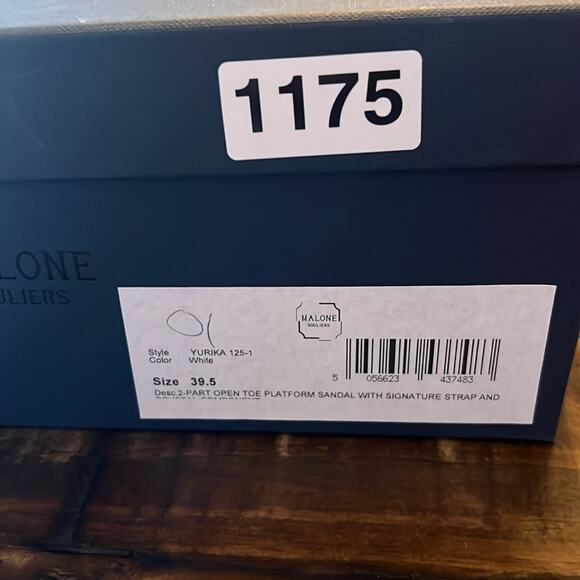 1175
LONE
ULIERS
MALONE
SOULIERS
Style YURIKA 125-1
Color White
Size 39.5
5 056623 437483
Desc.2-PART OPEN TOE PLATFORM SANDAL WITH SIGNATURE STRAP AND